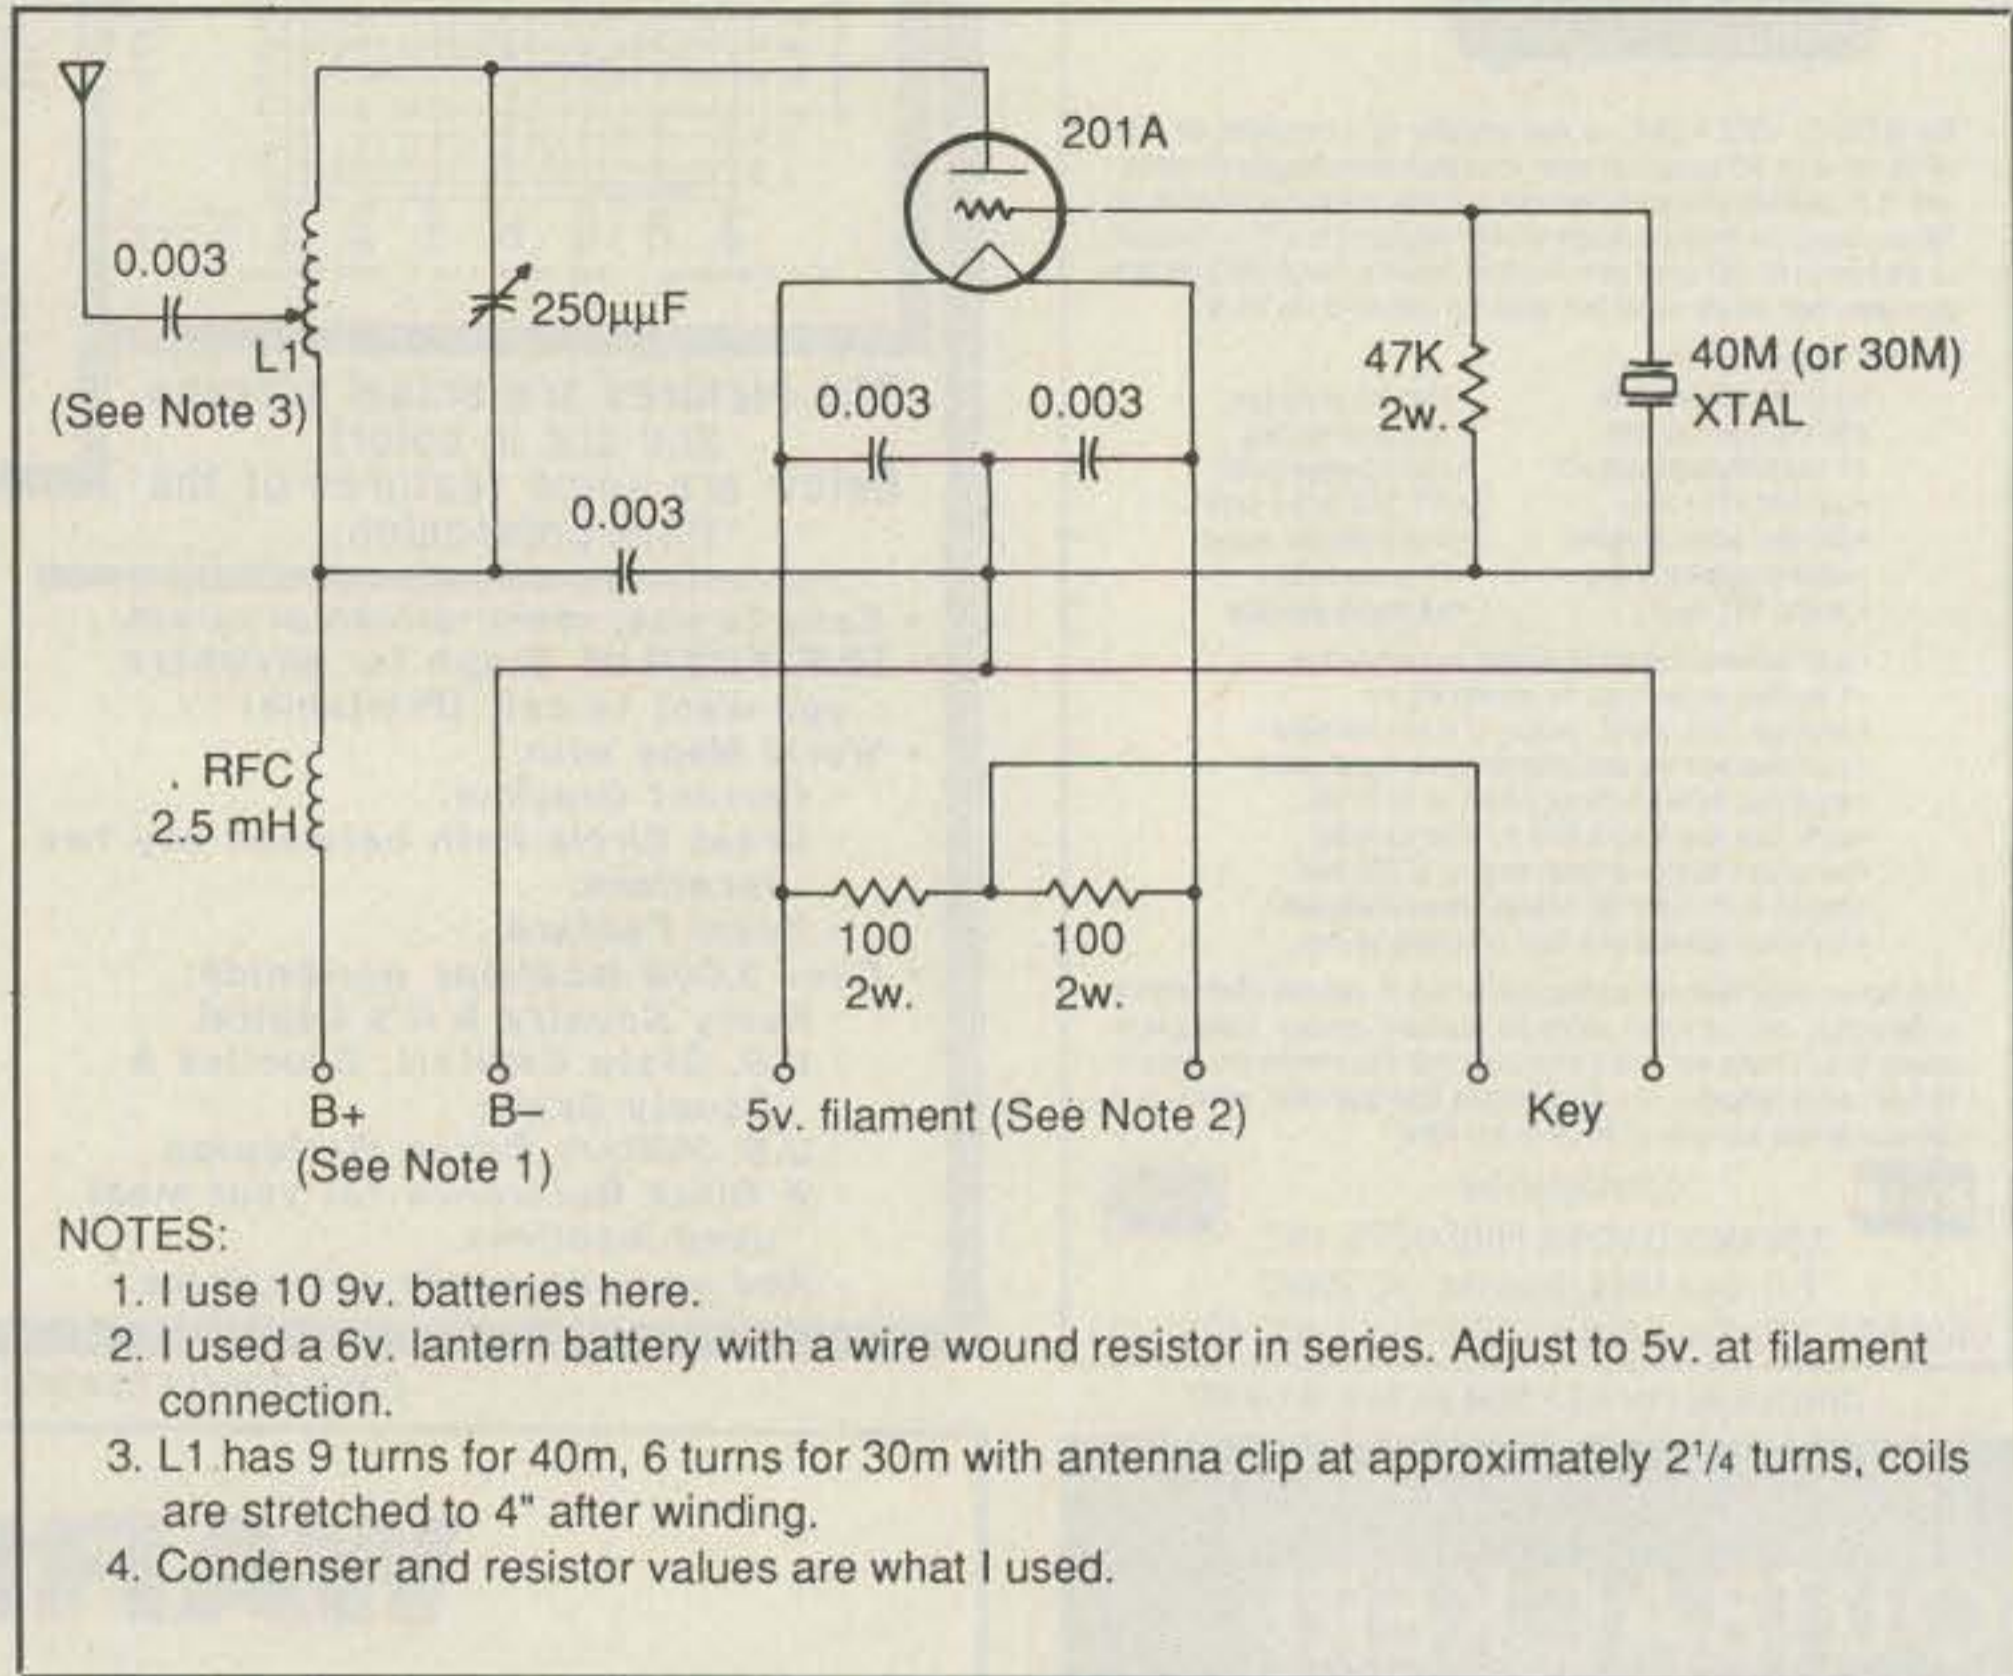 201A
0.003
L1
(See Note 3)
250µµF
0.003
0.003
47K
2w.
40M (or 30M)
XTAL
0.003
RFC
2.5 mH
100
2w.
100
2w.
B+
(See Note 1)
B–
5v. filament (See Note 2)
Key
NOTES:
1. I use 10 9v. batteries here.
2. I used a 6v. lantern battery with a wire wound resistor in series. Adjust to 5v. at filament
connection.
3. L1 has 9 turns for 40m, 6 turns for 30m with antenna clip at approximately 2¹/4 turns, coils
are stretched to 4" after winding.
4. Condenser and resistor values are what I used.